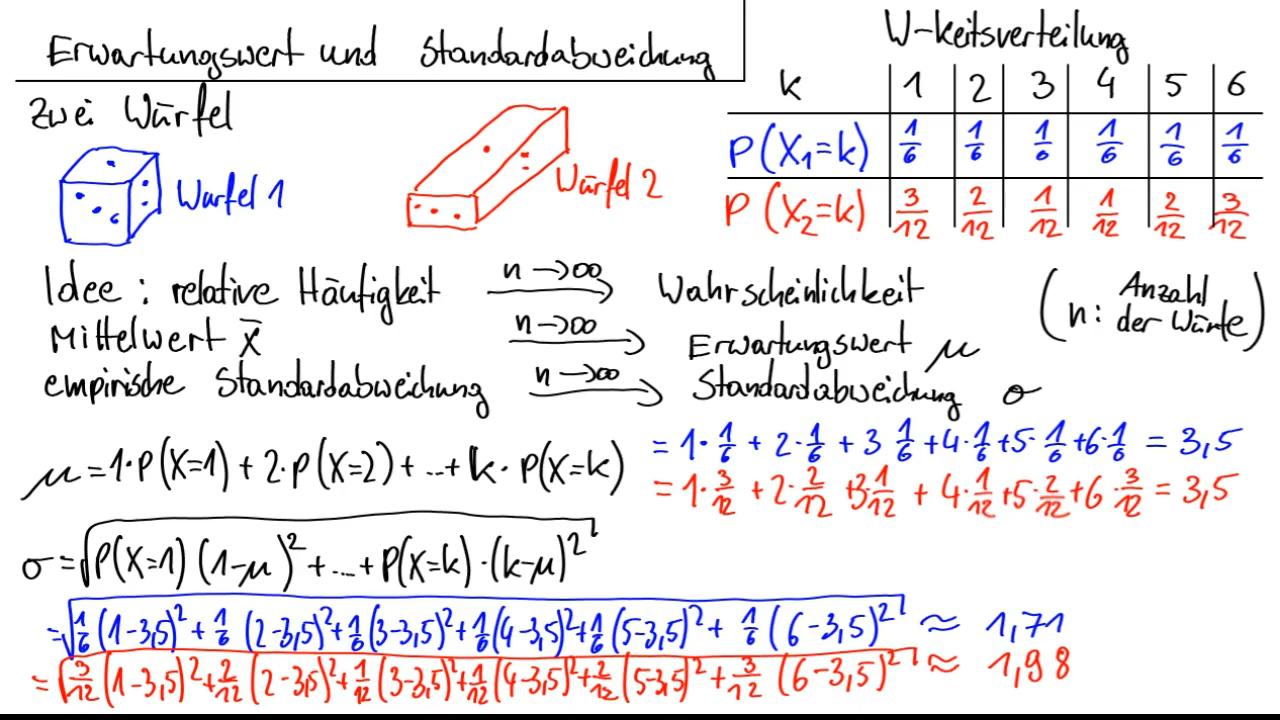 Erwartungswert und Standardabweichung
Zwei Würfel
Würfel 1
Würfel 2
W-keitsverteilung
k 1 2 3 4 5 6
P(X₁=k) 1/6 1/6 1/6 1/6 1/6 1/6
P(X₂=k) 3/12 2/12 1/12 1/12 2/12 3/12
Idee: relative Häufigkeit n→∞ Wahrscheinlichkeit
Mittelwert x̄ n→∞ Erwartungswert μ
empirische Standardabweichung n→∞ Standardabweichung σ
(n: Anzahl
der Würfe)
μ=1·P(X=1)+2·P(X=2)+...+k·P(X=k)
=1·1/6+2·1/6+3 1/6+4·1/6+5·1/6+6·1/6=3,5
=1·3/12+2·2/12+3 1/12+4·1/12+5·2/12+6·3/12=3,5
σ=√(P(X=1)(1-μ)²+...+P(X=k)·(k-μ)²)
=√(1/6(1-3,5)²+1/6(2-3,5)²+1/6(3-3,5)²+1/6(4-3,5)²+1/6(5-3,5)²+1/6(6-3,5)²)≈1,71
=√(3/12(1-3,5)²+2/12(2-3,5)²+1/12(3-3,5)²+1/12(4-3,5)²+2/12(5-3,5)²+3/12(6-3,5)²)≈1,98